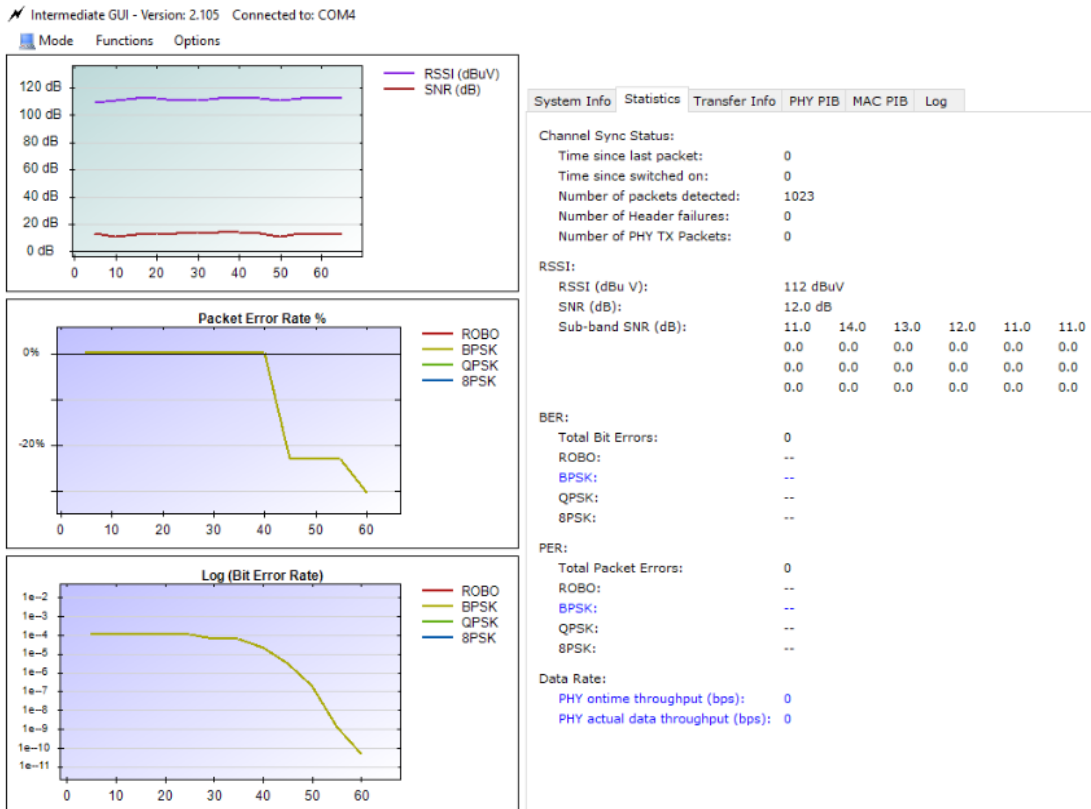 Intermediate GUI - Version: 2.105 Connected to: COM4
Mode Functions Options
RSSI (dBuV)
SNR (dB)
120 dB
100 dB
80 dB
60 dB
40 dB
20 dB
0 dB
0 10 20 30 40 50 60
Packet Error Rate %
ROBO
BPSK
QPSK
8PSK
0%
-20%
0 10 20 30 40 50 60
Log (Bit Error Rate)
ROBO
BPSK
QPSK
8PSK
1e--2
1e--3
1e--4
1e--5
1e--6
1e--7
1e--8
1e--9
1e--10
1e--11
0 10 20 30 40 50 60
System Info Statistics Transfer Info PHY PIB MAC PIB Log
Channel Sync Status:
Time since last packet: 0
Time since switched on: 0
Number of packets detected: 1023
Number of Header failures: 0
Number of PHY TX Packets: 0
RSSI:
RSSI (dBu V): 112 dBuV
SNR (dB): 12.0 dB
Sub-band SNR (dB): 11.0 14.0 13.0 12.0 11.0 11.0
0.0 0.0 0.0 0.0 0.0 0.0
0.0 0.0 0.0 0.0 0.0 0.0
0.0 0.0 0.0 0.0 0.0 0.0
BER:
Total Bit Errors: 0
ROBO: --
BPSK: --
QPSK: --
8PSK: --
PER:
Total Packet Errors: 0
ROBO: --
BPSK: --
QPSK: --
8PSK: --
Data Rate:
PHY ontime throughput (bps): 0
PHY actual data throughput (bps): 0